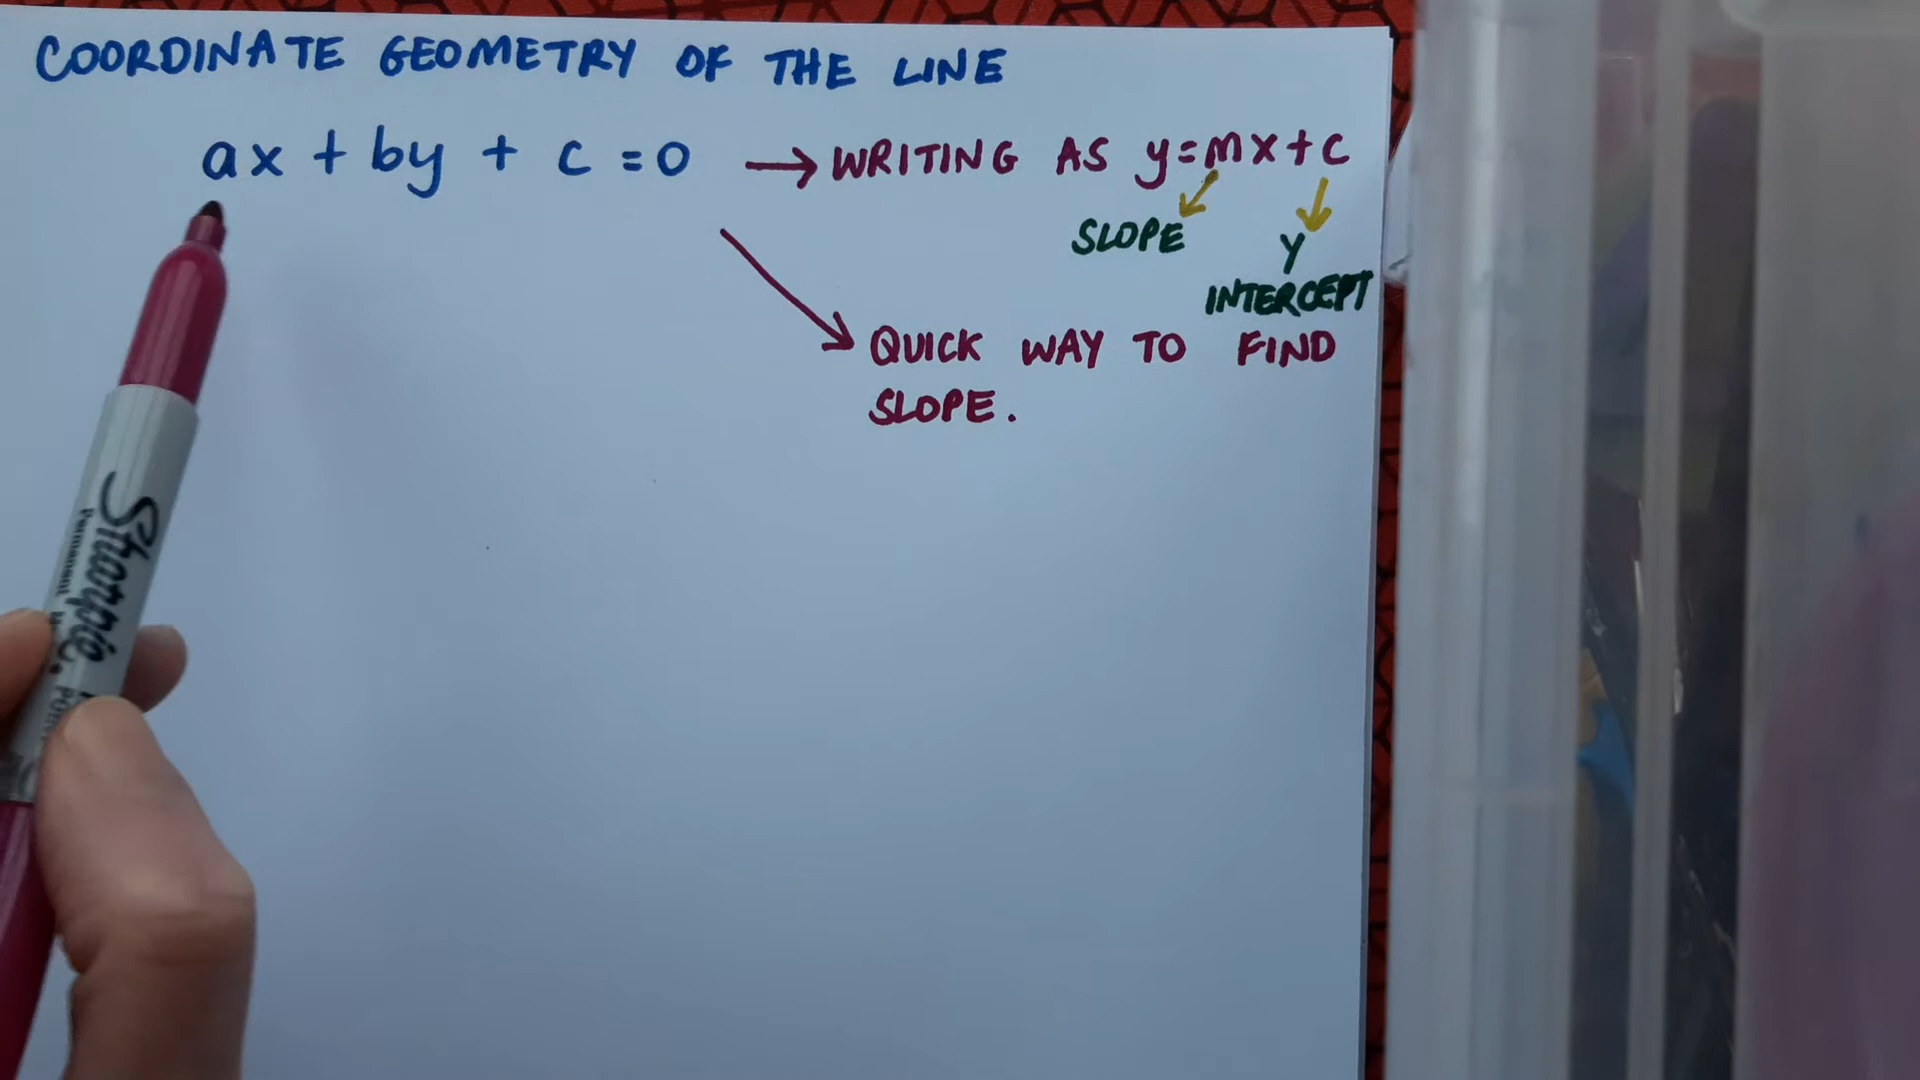 COORDINATE GEOMETRY OF THE LINE
ax + by + c = 0 → WRITING AS y=mx+c
SLOPE
Y
INTERCEPT
QUICK WAY TO FIND
SLOPE.
Sharpie
Permanent